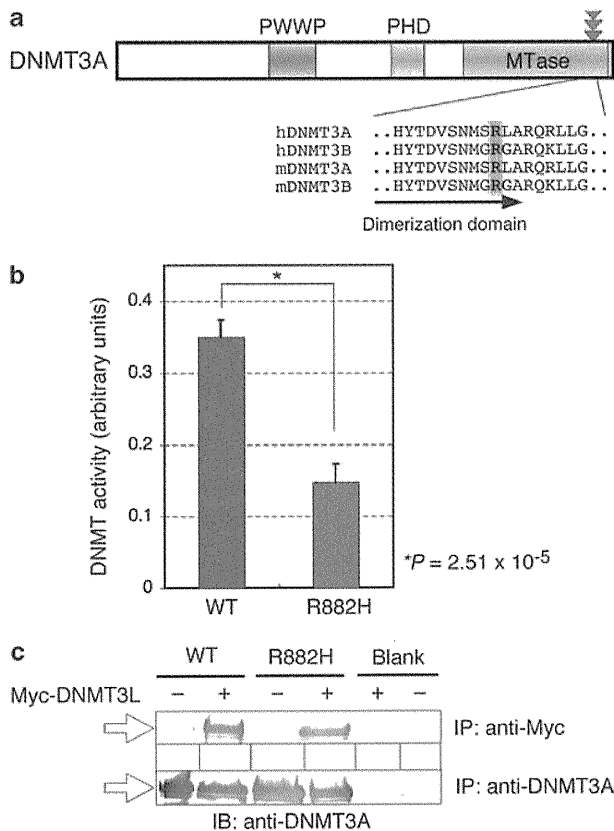 a
PWWP PHD
DNMT3A
MTase
hDNMT3A ..HYTDVSNMSRLARQRLLG..
hDNMT3B ..HYTDVSNMGRGARQKLLG..
mDNMT3A ..HYTDVSNMSRLARQRLLG..
mDNMT3B ..HYTDVSNMGRGARQKLLG..
Dimerization domain
b
DNMT activity (arbitrary units)
0.4
0.3
0.2
0.1
0
*
WT R882H
*P = 2.51 x 10-5
c
WT R882H Blank
Myc-DNMT3L − + − + + −
IP: anti-Myc
IP: anti-DNMT3A
IB: anti-DNMT3A